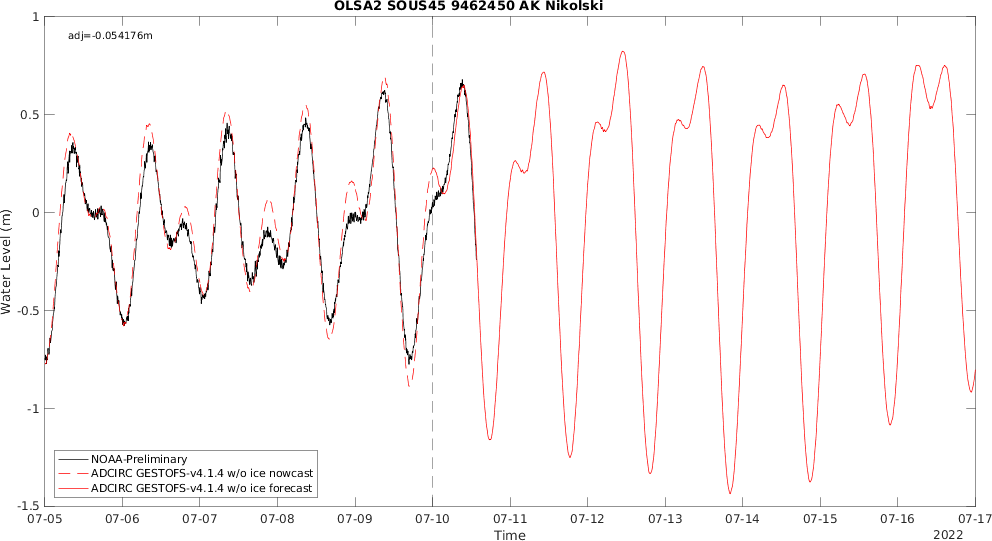 OLSA2 SOUS45 9462450 AK Nikolski
adj=-0.054176m
1
0.5
0
-0.5
-1
-1.5
Water Level (m)
NOAA-Preliminary
ADCIRC GESTOFS-v4.1.4 w/o ice nowcast
ADCIRC GESTOFS-v4.1.4 w/o ice forecast
07-05 07-06 07-07 07-08 07-09 07-10 07-11 07-12 07-13 07-14 07-15 07-16 07-17
Time
2022